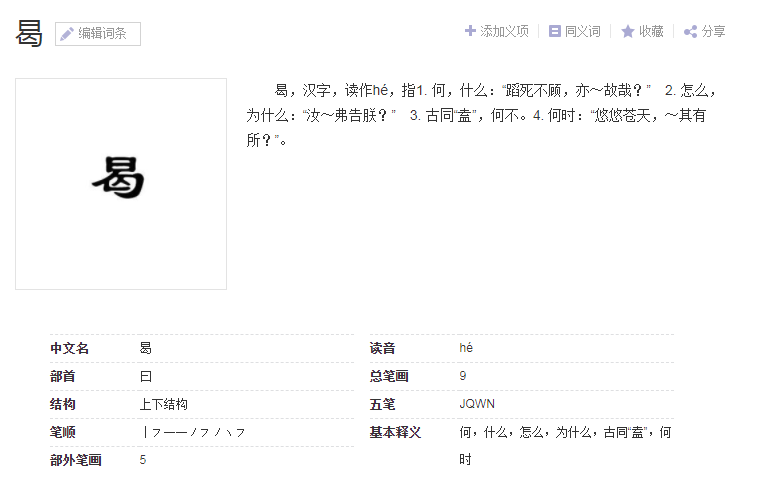 曷 编辑词条 添加义项 同义词 收藏 分享
曷，汉字，读作hé，指1. 何，什么：“蹈死不顾，亦～故哉？” 2. 怎么，
为什么：“汝～弗告朕？” 3. 古同“盍”，何不。4. 何时：“悠悠苍天，～其有
所？”。
曷
中文名 曷 读音 hé
部首 曰 总笔画 9
结构 上下结构 五笔 JQWN
笔顺 丨フ一一ノフノヽフ 基本释义 何，什么，怎么，为什么，古同“盍”，何
部外笔画 5 时